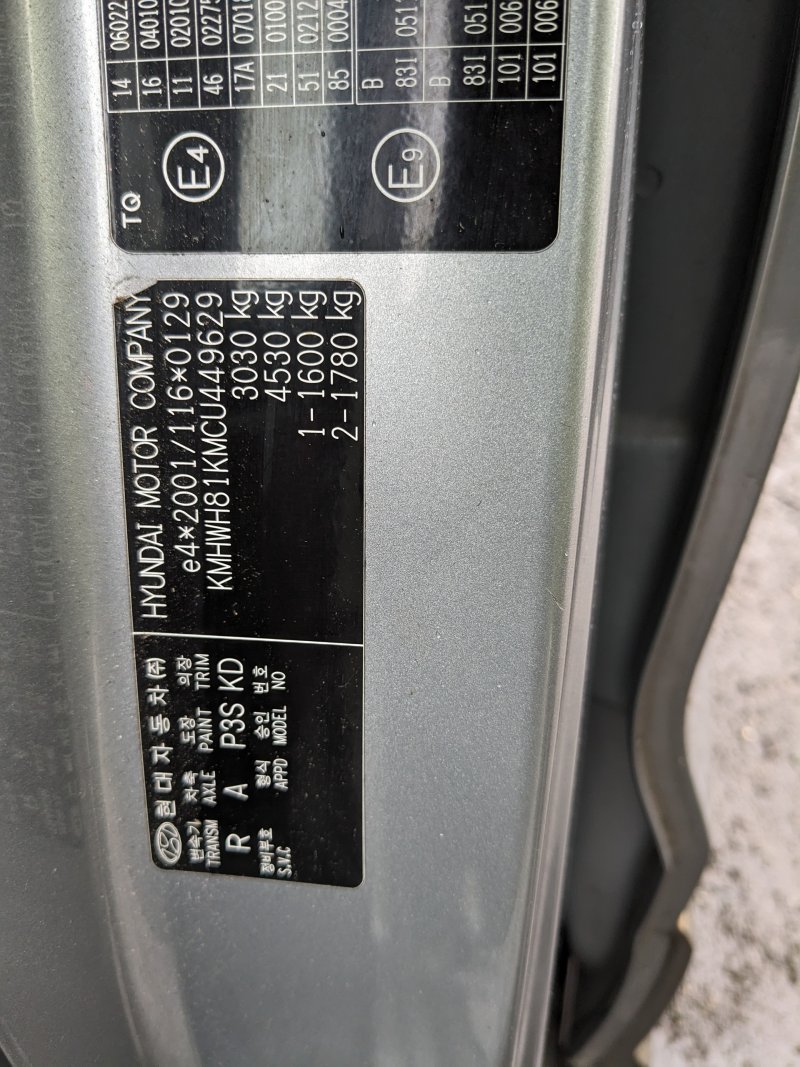 현대자동차(주)
변속기 차축 도장 의장
TRANSM AXLE PAINT TRIM
R A P3S KD
정비부호 형식 승인 번호
S.V.C APPD MODEL NO
HYUNDAI MOTOR COMPANY
e4*2001/116*0129
KMHWH81KMCU449629
3030 kg
4530 kg
1-1600 kg
2-1780 kg
TQ
E4
14 06022
16 04010
11 02010
46 02275
17A 07018
21 0100
51 0212
85 0004
E9
B
83I 051
B
83I 051
101 006
101 006